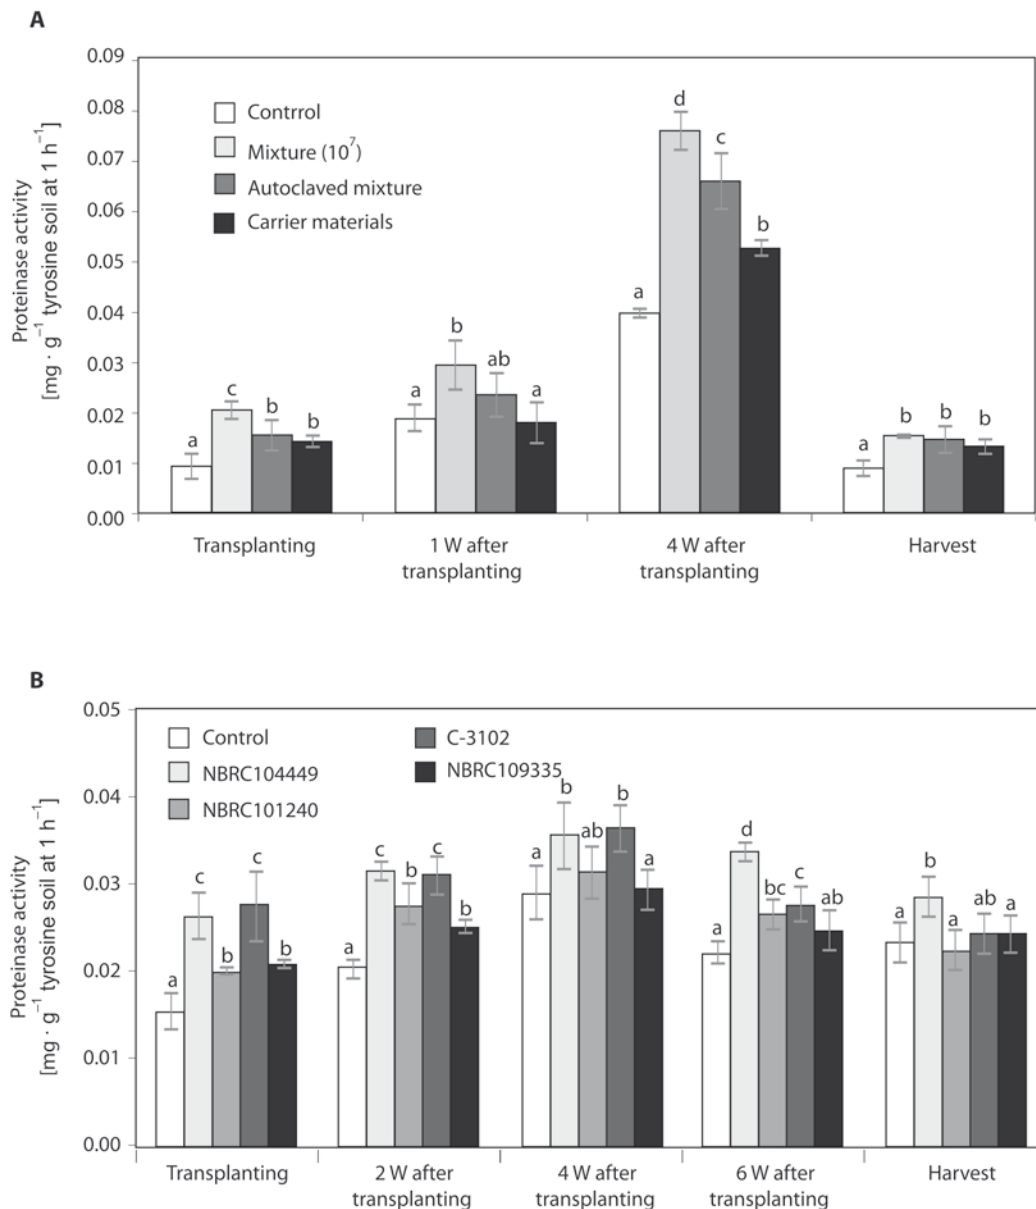 A
0.09
0.08
0.07
0.06
0.05
0.04
0.03
0.02
0.01
0.00
Proteinase activity
[mg · g⁻¹ tyrosine soil at 1 h⁻¹]
Contrrol
Mixture (10⁷)
Autoclaved mixture
Carrier materials
a c b b
a b ab a
a d c b
a b b b
Transplanting
1 W after
transplanting
4 W after
transplanting
Harvest
B
0.05
0.04
0.03
0.02
0.01
0.00
Proteinase activity
[mg · g⁻¹ tyrosine soil at 1 h⁻¹]
Control
NBRC104449
NBRC101240
C-3102
NBRC109335
a c b c b
a c b c b
a b ab b a
a d bc c ab
a b a ab a
Transplanting
2 W after
transplanting
4 W after
transplanting
6 W after
transplanting
Harvest